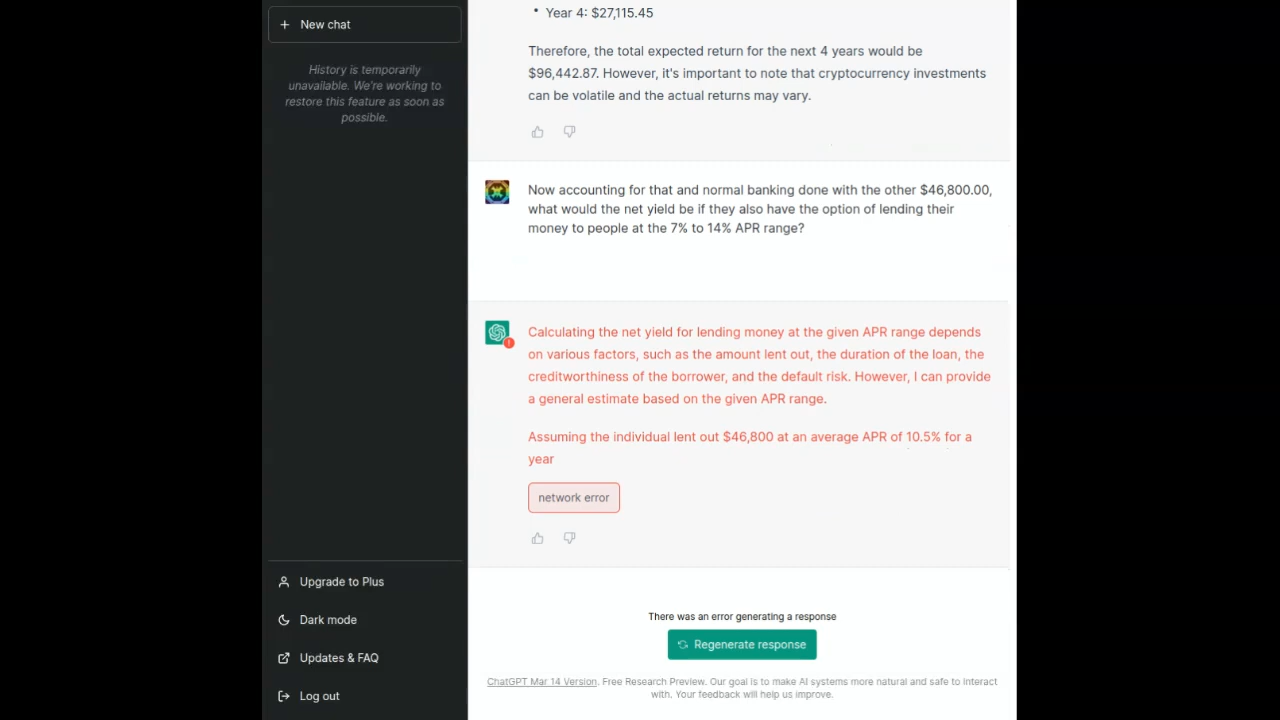 New chat
History is temporarily
unavailable. We're working to
restore this feature as soon as
possible.
Upgrade to Plus
Dark mode
Updates & FAQ
Log out
• Year 4: $27,115.45
Therefore, the total expected return for the next 4 years would be
$96,442.87. However, it's important to note that cryptocurrency investments
can be volatile and the actual returns may vary.
Now accounting for that and normal banking done with the other $46,800.00,
what would the net yield be if they also have the option of lending their
money to people at the 7% to 14% APR range?
Calculating the net yield for lending money at the given APR range depends
on various factors, such as the amount lent out, the duration of the loan, the
creditworthiness of the borrower, and the default risk. However, I can provide
a general estimate based on the given APR range.
Assuming the individual lent out $46,800 at an average APR of 10.5% for a
year
network error
There was an error generating a response
Regenerate response
ChatGPT Mar 14 Version. Free Research Preview. Our goal is to make AI systems more natural and safe to interact
with. Your feedback will help us improve.